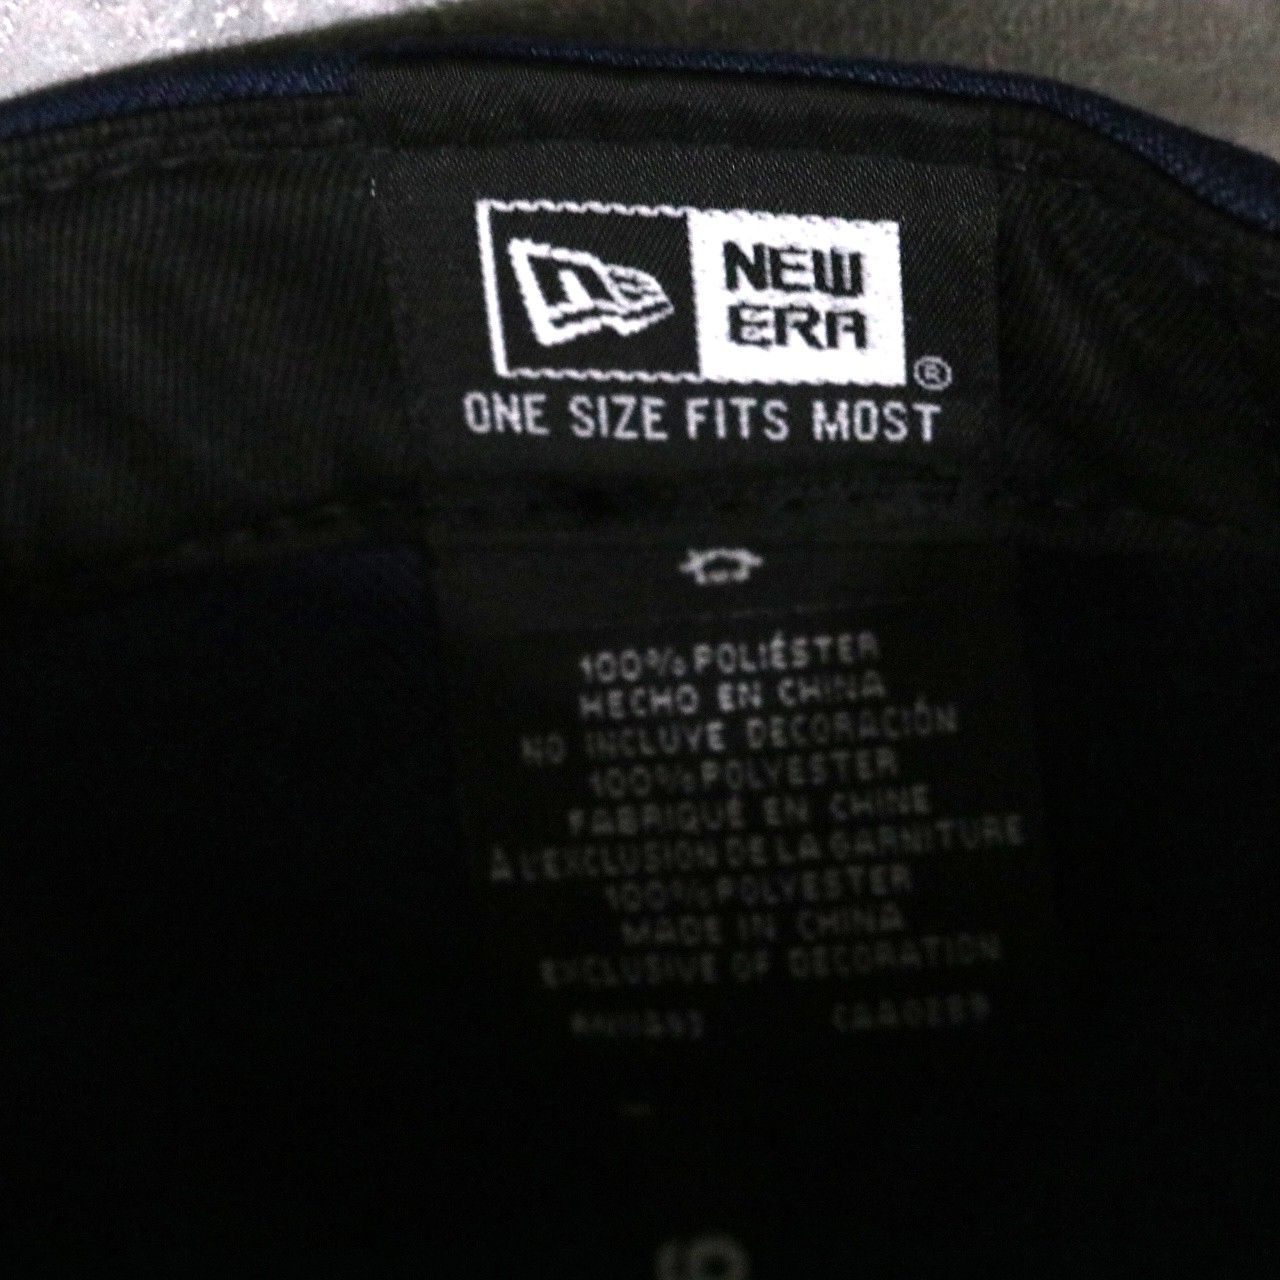 NEW
ERA
®
ONE SIZE FITS MOST
100% POLIÉSTER
HECHO EN CHINA
NO INCLUYE DECORACIÓN
100% POLYESTER
FABRIQUÉ EN CHINE
À L'EXCLUSION DE LA GARNITURE
100% POLYESTER
MADE IN CHINA
EXCLUSIVE OF DECORATION